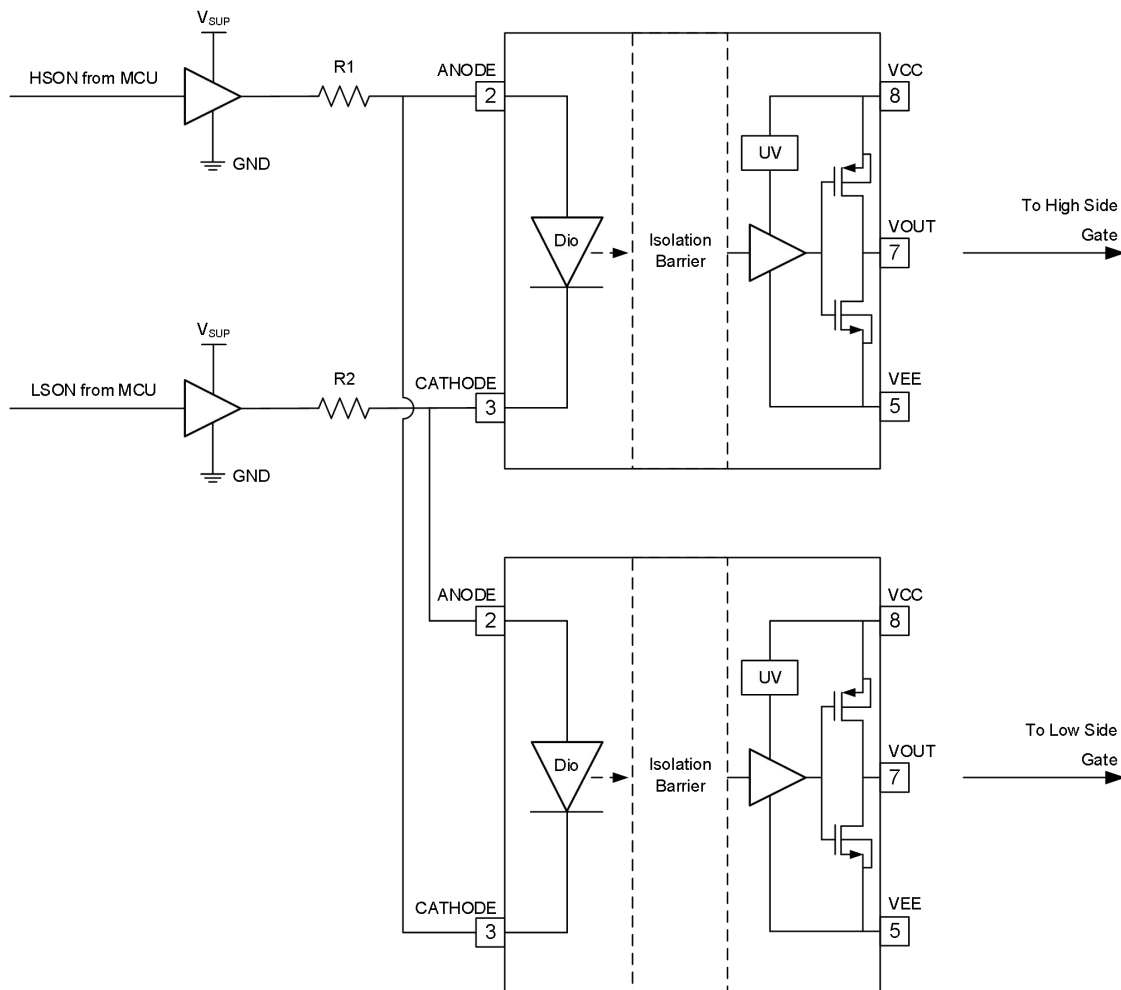 VSUP
HSON from MCU
R1
GND
ANODE
2
Dio
CATHODE
3
Isolation
Barrier
UV
VCC
8
VOUT
7
VEE
5
To High Side
Gate
VSUP
LSON from MCU
R2
GND
ANODE
2
Dio
CATHODE
3
Isolation
Barrier
UV
VCC
8
VOUT
7
VEE
5
To Low Side
Gate